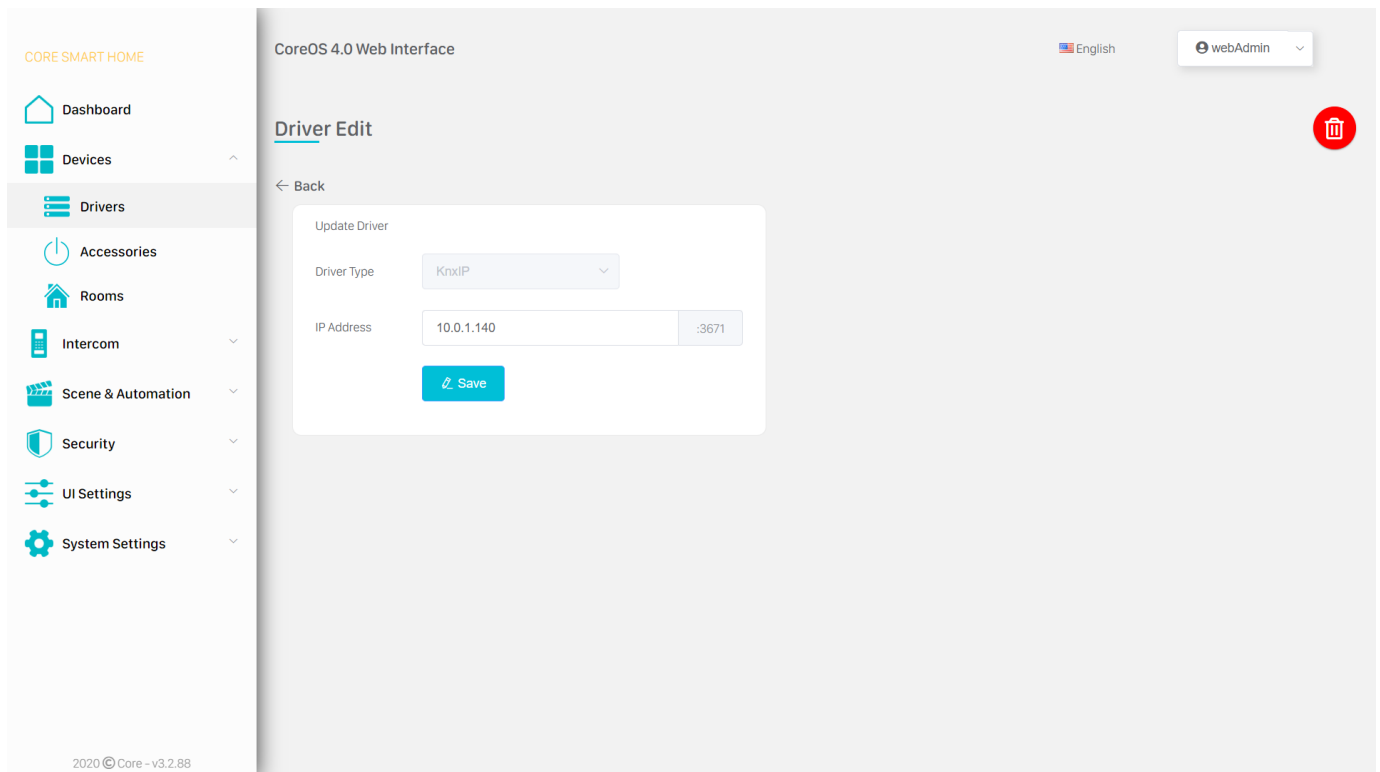 CORE SMART HOME
Dashboard
Devices
Drivers
Accessories
Rooms
Intercom
Scene & Automation
Security
UI Settings
System Settings
2020 © Core - v3.2.88
CoreOS 4.0 Web Interface
English
webAdmin
Driver Edit
Back
Update Driver
Driver Type KnxIP
IP Address 10.0.1.140 :3671
Save